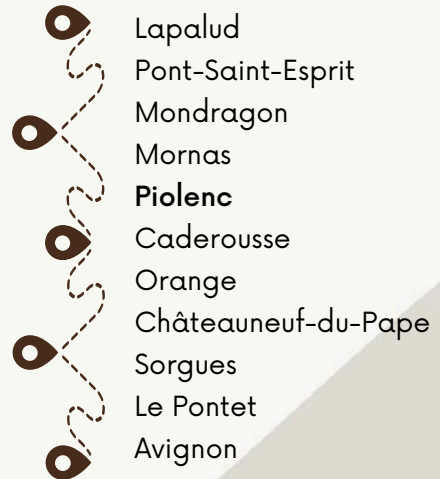 Lapalud
Pont-Saint-Esprit
Mondragon
Mornas
Piolenc
Caderousse
Orange
Châteauneuf-du-Pape
Sorgues
Le Pontet
Avignon